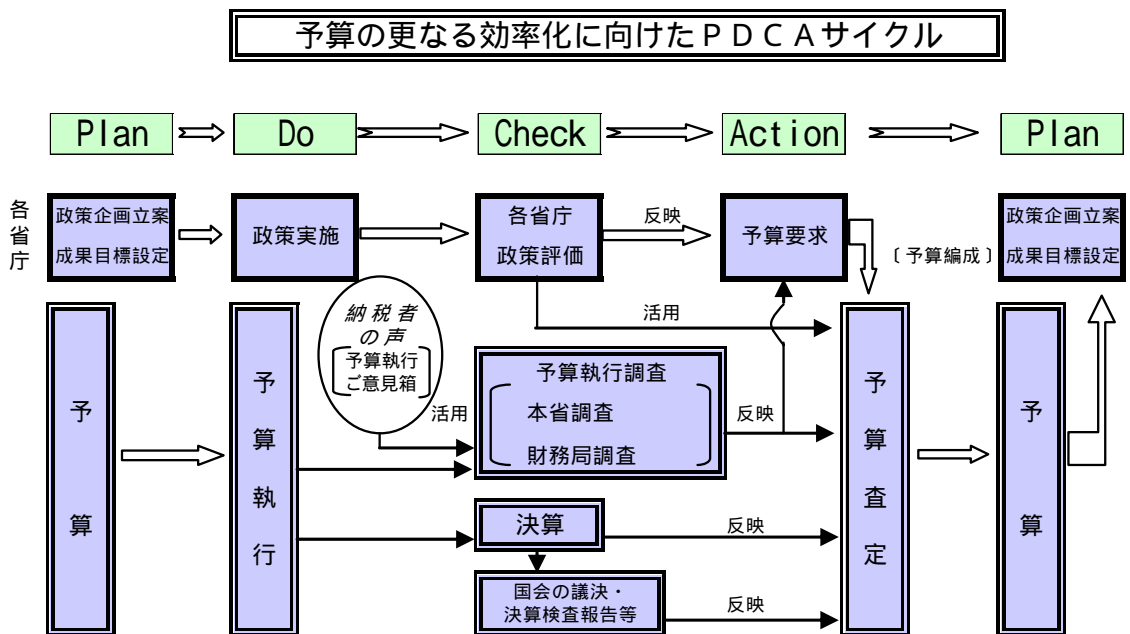 予算の更なる効率化に向けたＰＤＣＡサイクル
Plan
Do
Check
Action
Plan
各省庁
政策企画立案
成果目標設定
政策実施
各省庁
政策評価
反映
予算要求
〔予算編成〕
政策企画立案
成果目標設定
納税者
の声
予算執行
ご意見箱
活用
活用
予算
予算執行
予算執行調査
本省調査
財務局調査
反映
予算査定
予算
決算
反映
国会の議決・
決算検査報告等
反映